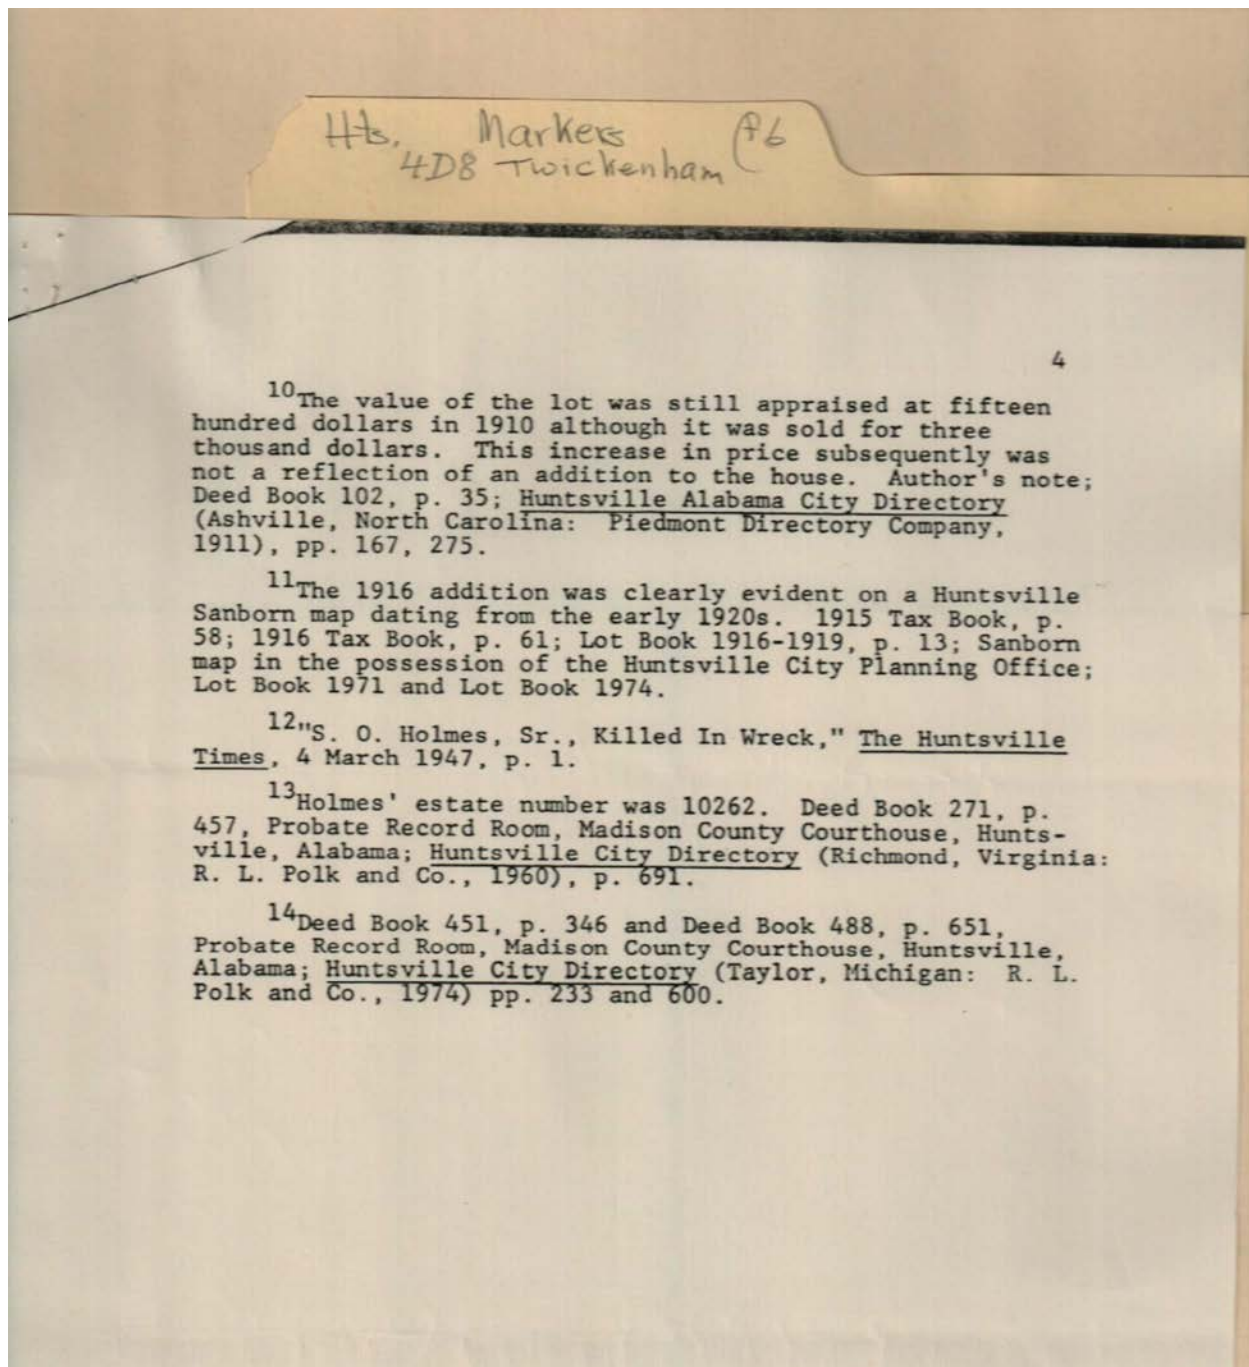 Hts. Markers
4D8 Twickenham
4
10The value of the lot was still appraised at fifteen
hundred dollars in 1910 although it was sold for three
thousand dollars. This increase in price subsequently was
not a reflection of an addition to the house. Author's note;
Deed Book 102, p. 35; Huntsville Alabama City Directory
(Ashville, North Carolina: Piedmont Directory Company,
1911), pp. 167, 275.
11The 1916 addition was clearly evident on a Huntsville
Sanborn map dating from the early 1920s. 1915 Tax Book, p.
58; 1916 Tax Book, p. 61; Lot Book 1916-1919, p. 13; Sanborn
map in the possession of the Huntsville City Planning Office;
Lot Book 1971 and Lot Book 1974.
12"S. O. Holmes, Sr., Killed In Wreck," The Huntsville
Times, 4 March 1947, p. 1.
13Holmes' estate number was 10262. Deed Book 271, p.
457, Probate Record Room, Madison County Courthouse, Hunts-
ville, Alabama; Huntsville City Directory (Richmond, Virginia:
R. L. Polk and Co., 1960), p. 691.
14Deed Book 451, p. 346 and Deed Book 488, p. 651,
Probate Record Room, Madison County Courthouse, Huntsville,
Alabama; Huntsville City Directory (Taylor, Michigan: R. L.
Polk and Co., 1974) pp. 233 and 600.